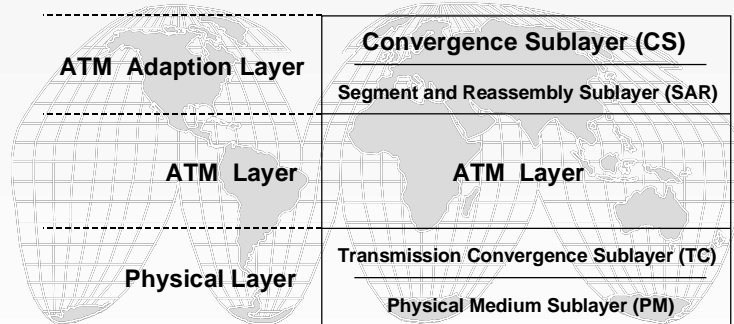 Convergence Sublayer (CS)
ATM Adaption Layer
Segment and Reassembly Sublayer (SAR)
ATM Layer
ATM Layer
Transmission Convergence Sublayer (TC)
Physical Layer
Physical Medium Sublayer (PM)